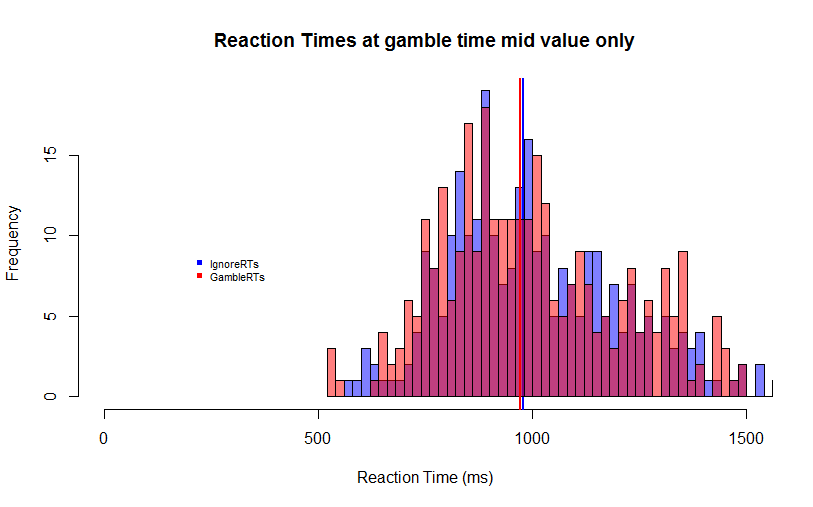 Reaction Times at gamble time mid value only
Frequency
15
10
5
0
IgnoreRTs
GambleRTs
0 500 1000 1500
Reaction Time (ms)